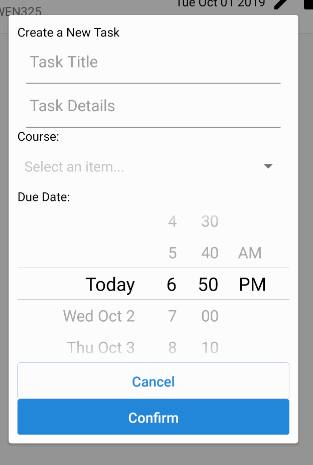 WEN325
Tue Oct 01 2019
Create a New Task
Task Title
Task Details
Course:
Select an item...
Due Date:
4 30
5 40 AM
Today 6 50 PM
Wed Oct 2 7 00
Thu Oct 3 8 10
Cancel
Confirm